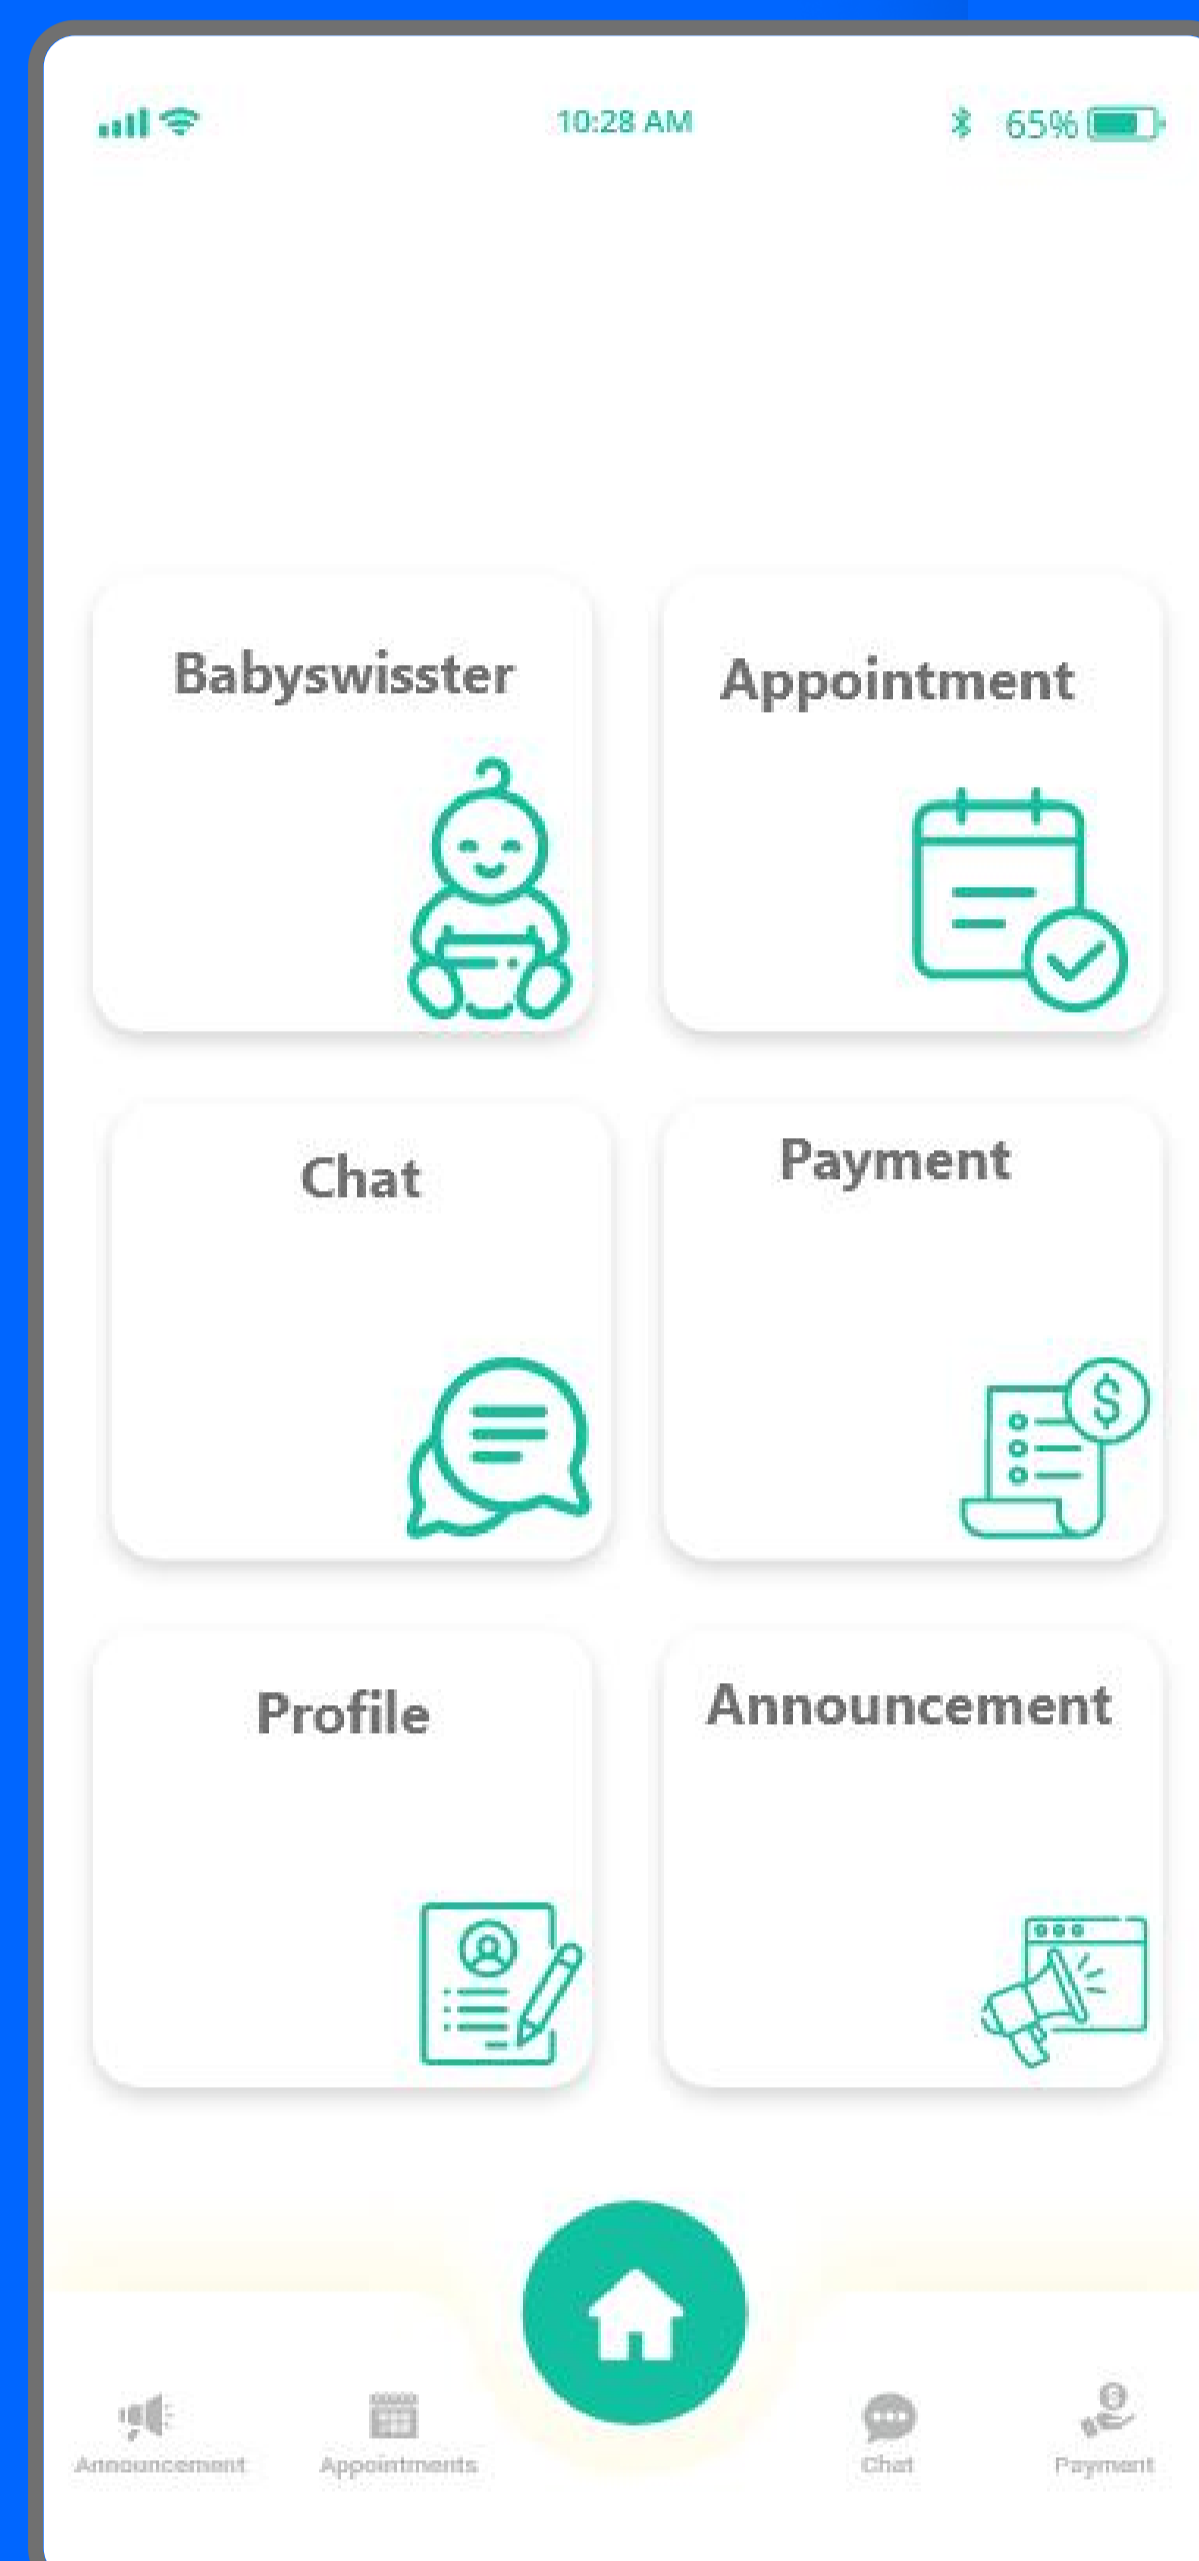 10:28 AM
65%
Babyswisster
Appointment
Chat
Payment
$
Profile
Announcement
Announcement
Appointments
Chat
Payment